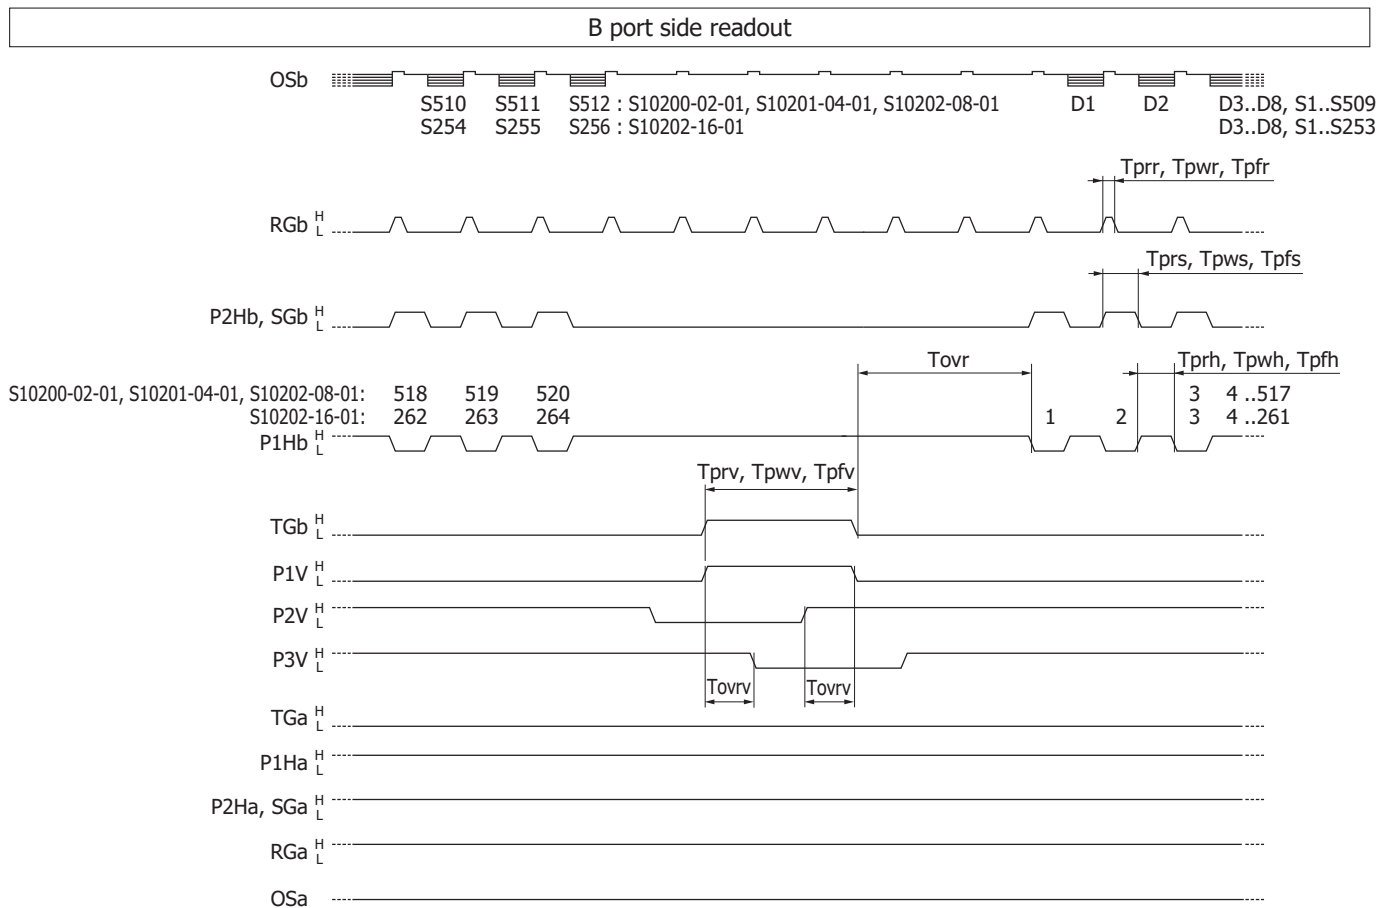 B port side readout
OSb
S510 S511 S512 : S10200-02-01, S10201-04-01, S10202-08-01 D1 D2 D3..D8, S1..S509
S254 S255 S256 : S10202-16-01 D3..D8, S1..S253
Tprr, Tpwr, Tpfr
RGb H L
Tprs, Tpws, Tpfs
P2Hb, SGb H L
Tovr Tprh, Tpwh, Tpfh
S10200-02-01, S10201-04-01, S10202-08-01: 518 519 520 3 4 ..517
S10202-16-01: 262 263 264 1 2 3 4 ..261
P1Hb H L
Tprv, Tpwv, Tpfv
TGb H L
P1V H L
P2V H L
P3V H L
Tovrv Tovrv
TGa H L
P1Ha H L
P2Ha, SGa H L
RGa H L
OSa